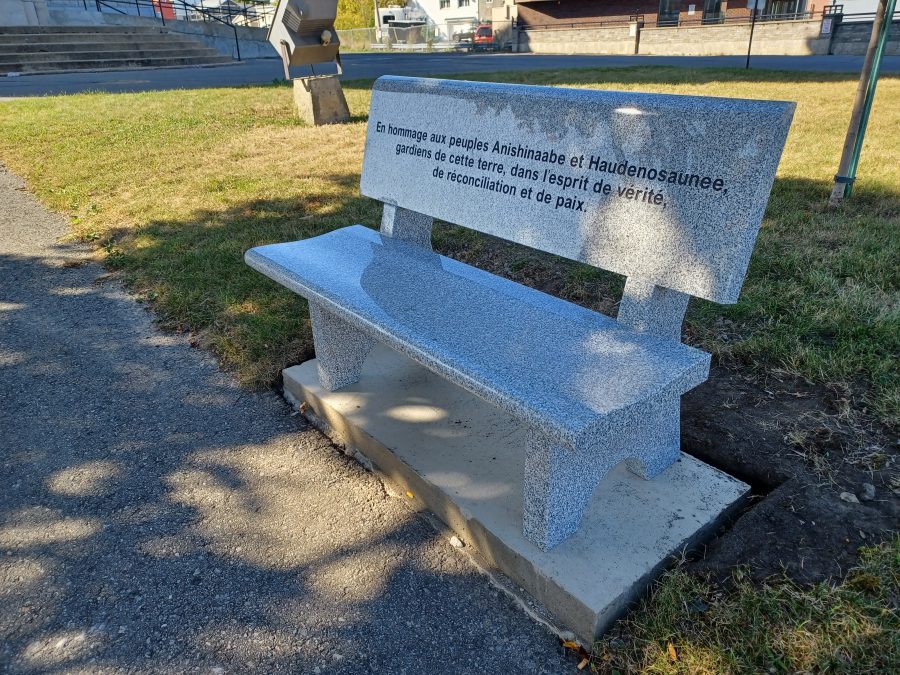 En hommage aux peuples Anishinaabe et Haudenosaunee,
gardiens de cette terre, dans l'esprit de vérité,
de réconciliation et de paix.